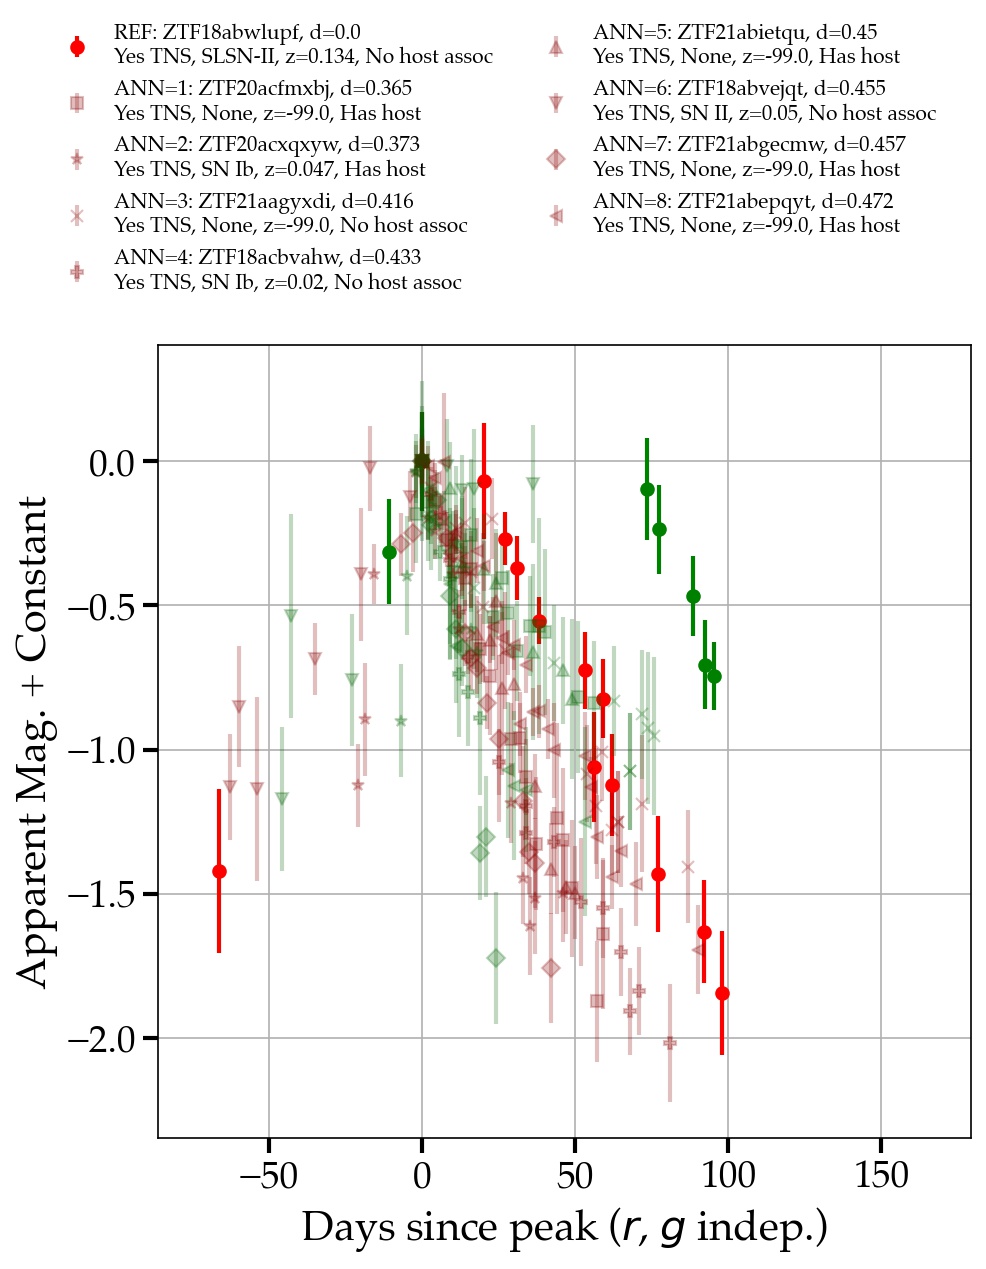 REF: ZTF18abwlupf, d=0.0
Yes TNS, SLSN-II, z=0.134, No host assoc
ANN=1: ZTF20acfmxbj, d=0.365
Yes TNS, None, z=-99.0, Has host
ANN=2: ZTF20acxqxyw, d=0.373
Yes TNS, SN Ib, z=0.047, Has host
ANN=3: ZTF21aagyxdi, d=0.416
Yes TNS, None, z=-99.0, No host assoc
ANN=4: ZTF18acbvahw, d=0.433
Yes TNS, SN Ib, z=0.02, No host assoc
ANN=5: ZTF21abietqu, d=0.45
Yes TNS, None, z=-99.0, Has host
ANN=6: ZTF18abvejqt, d=0.455
Yes TNS, SN II, z=0.05, No host assoc
ANN=7: ZTF21abgecmw, d=0.457
Yes TNS, None, z=-99.0, Has host
ANN=8: ZTF21abepqyt, d=0.472
Yes TNS, None, z=-99.0, Has host
Apparent Mag. + Constant
0.0
−0.5
−1.0
−1.5
−2.0
−50 0 50 100 150
Days since peak (r, g indep.)